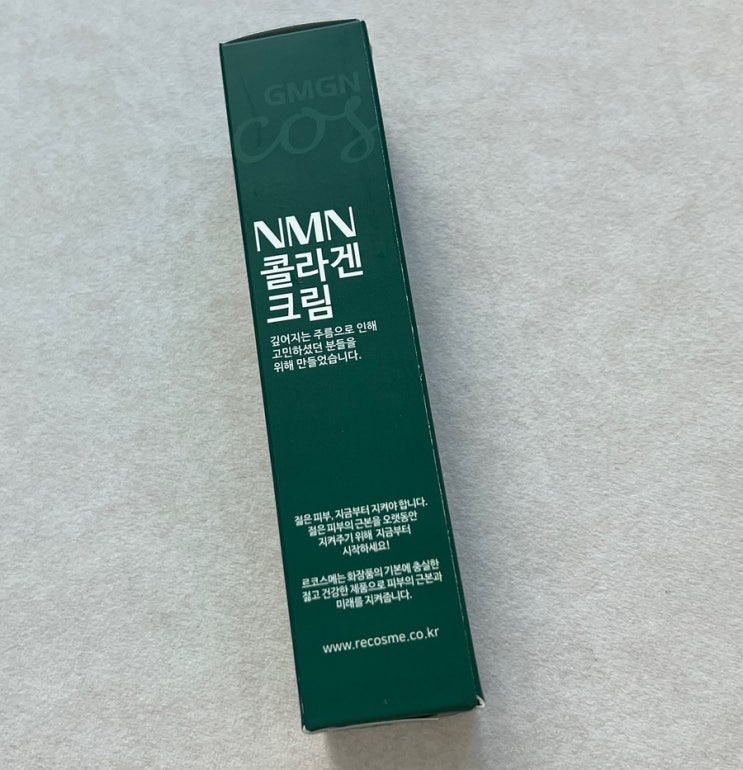 GMGN
cos
NMN
콜라겐
크림
깊어지는 주름으로 인해
고민하셨던 분들을
위해 만들었습니다.
젊은 피부, 지금부터 지켜야 합니다.
젊은 피부의 근본을 오랫동안
지켜주기 위해 지금부터
시작하세요!
르코스메는 화장품의 기본에 충실한
젊고 건강한 제품으로 피부의 근본과
미래를 지켜줍니다.
www.recosme.co.kr